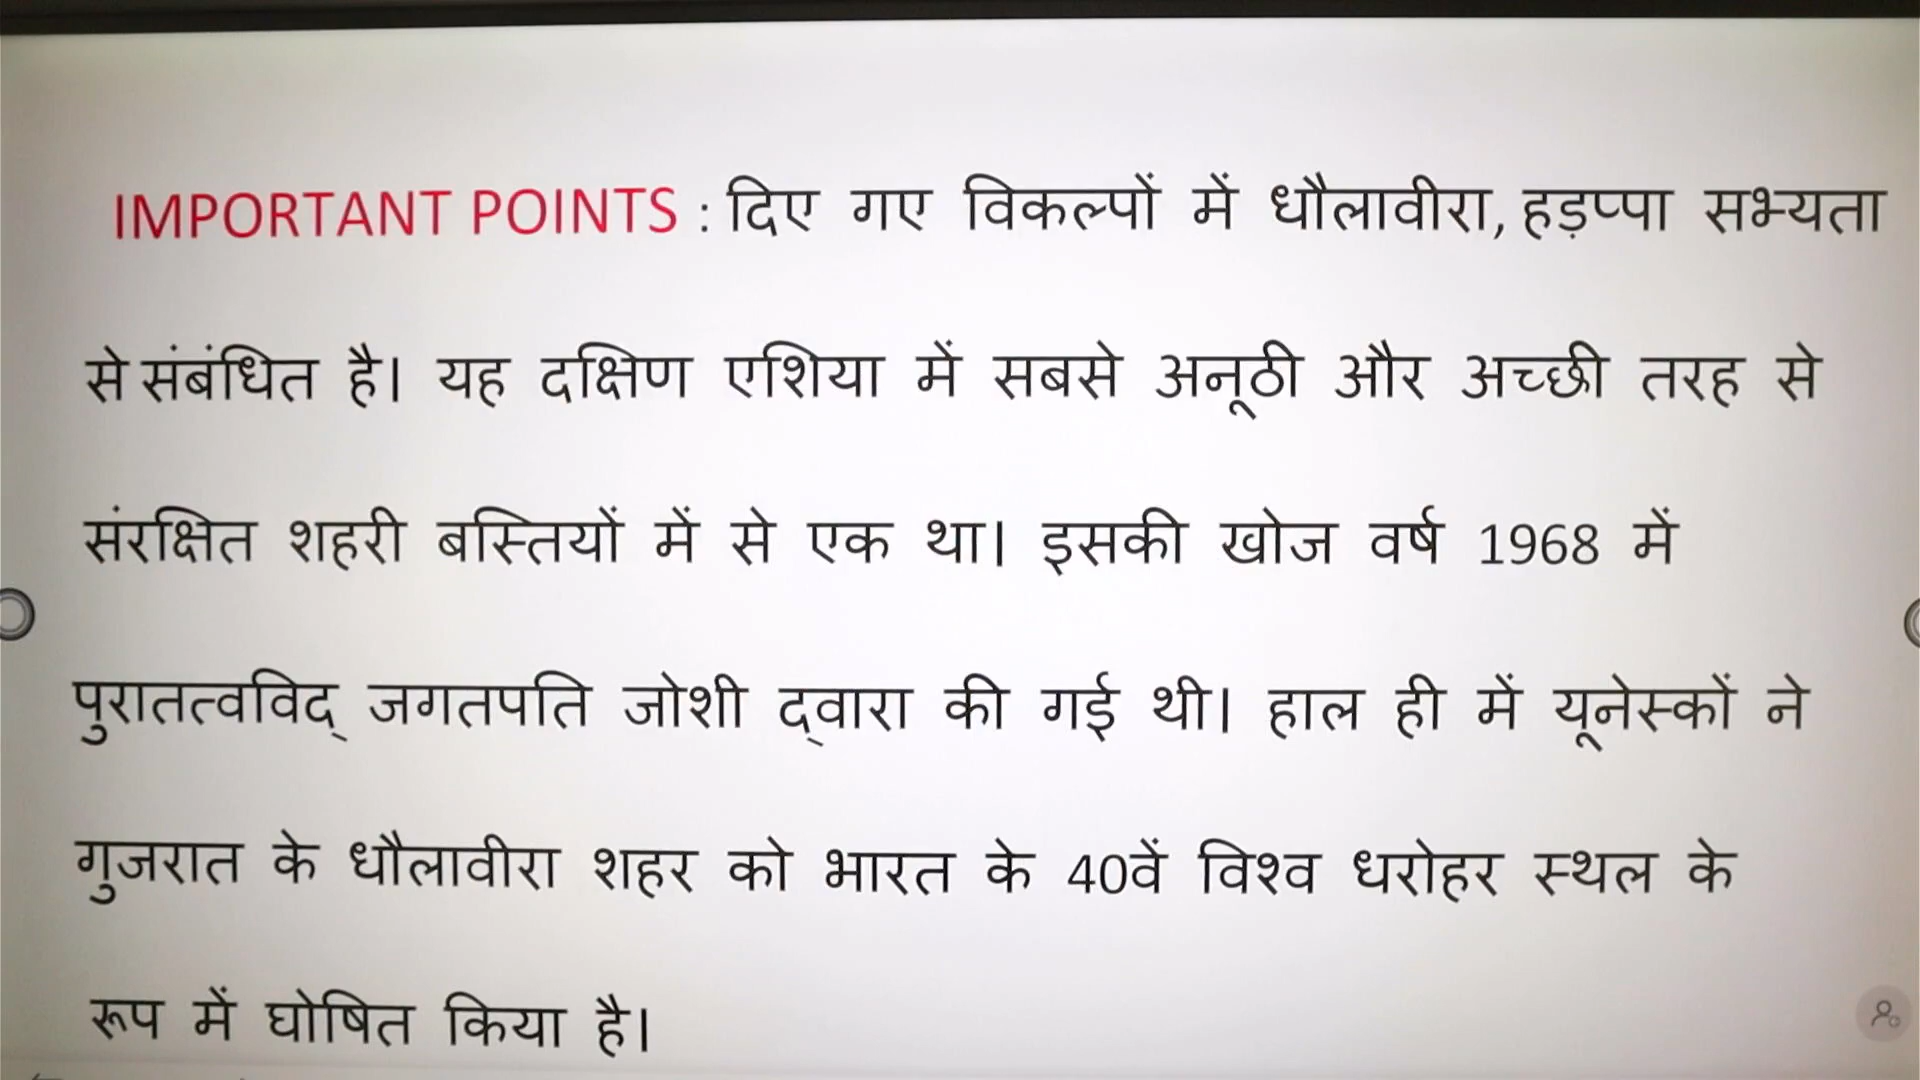 IMPORTANT POINTS : दिए गए विकल्पों में धौलावीरा, हड़प्पा सभ्यता
से संबंधित है। यह दक्षिण एशिया में सबसे अनूठी और अच्छी तरह से
संरक्षित शहरी बस्तियों में से एक था। इसकी खोज वर्ष 1968 में
पुरातत्वविद् जगतपति जोशी द्वारा की गई थी। हाल ही में यूनेस्कों ने
गुजरात के धौलावीरा शहर को भारत के 40वें विश्व धरोहर स्थल के
रूप में घोषित किया है।